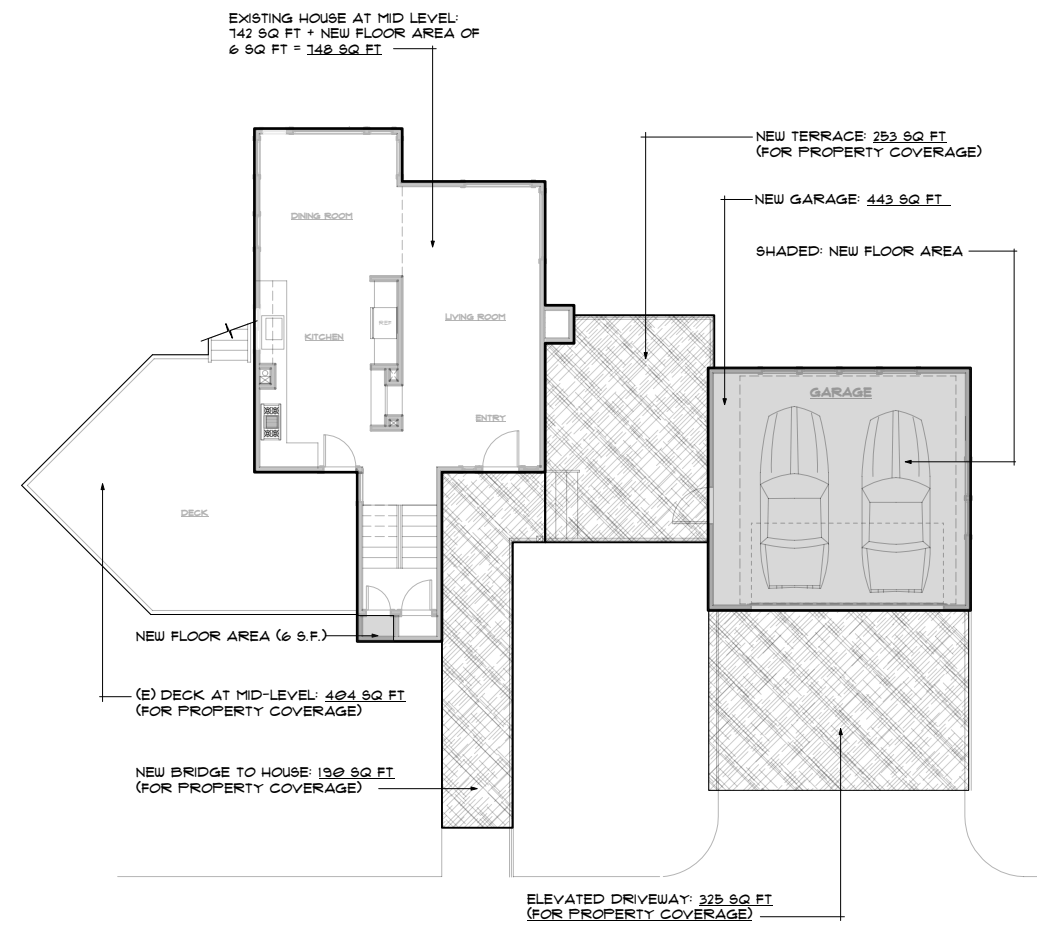 EXISTING HOUSE AT MID LEVEL:
742 SQ FT + NEW FLOOR AREA OF
6 SQ FT = 748 SQ FT
NEW TERRACE: 253 SQ FT
(FOR PROPERTY COVERAGE)
NEW GARAGE: 443 SQ FT
SHADED: NEW FLOOR AREA
DINING ROOM
LIVING ROOM
REF
KITCHEN
GARAGE
ENTRY
DECK
NEW FLOOR AREA (6 S.F.)
(E) DECK AT MID-LEVEL: 404 SQ FT
(FOR PROPERTY COVERAGE)
NEW BRIDGE TO HOUSE: 190 SQ FT
(FOR PROPERTY COVERAGE)
ELEVATED DRIVEWAY: 325 SQ FT
(FOR PROPERTY COVERAGE)